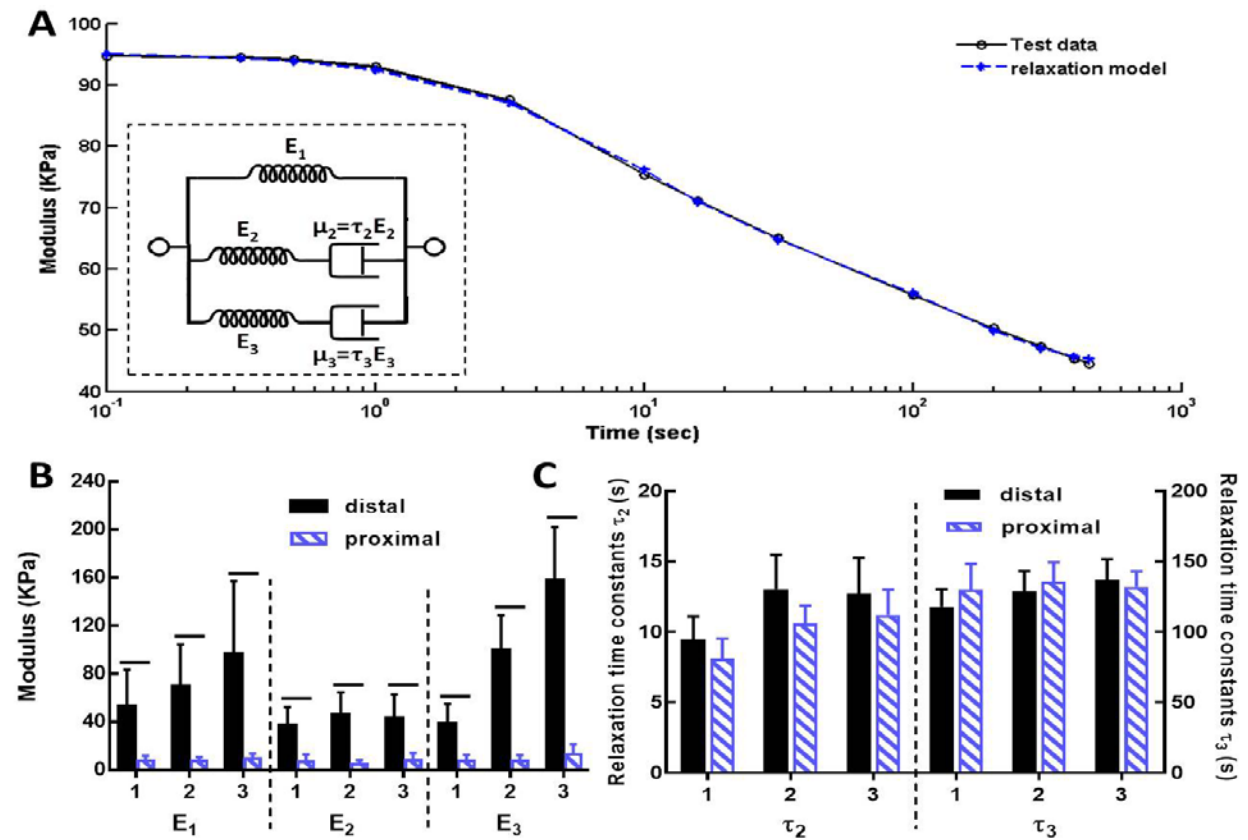 A
Test data
relaxation model
100
90
80
70
60
50
40
Modulus (KPa)
E₁
E₂
μ₂=τ₂E₂
E₃
μ₃=τ₃E₃
10⁻¹
10⁰
10¹
10²
10³
Time (sec)
B
distal
proximal
240
200
160
120
80
40
0
Modulus (KPa)
1 2 3 1 2 3 1 2 3
E₁ E₂ E₃
C
distal
proximal
20
15
10
5
0
Relaxation time constants τ₂ (s)
200
150
100
50
0
Relaxation time constants τ₃ (s)
1 2 3 1 2 3
τ₂ τ₃